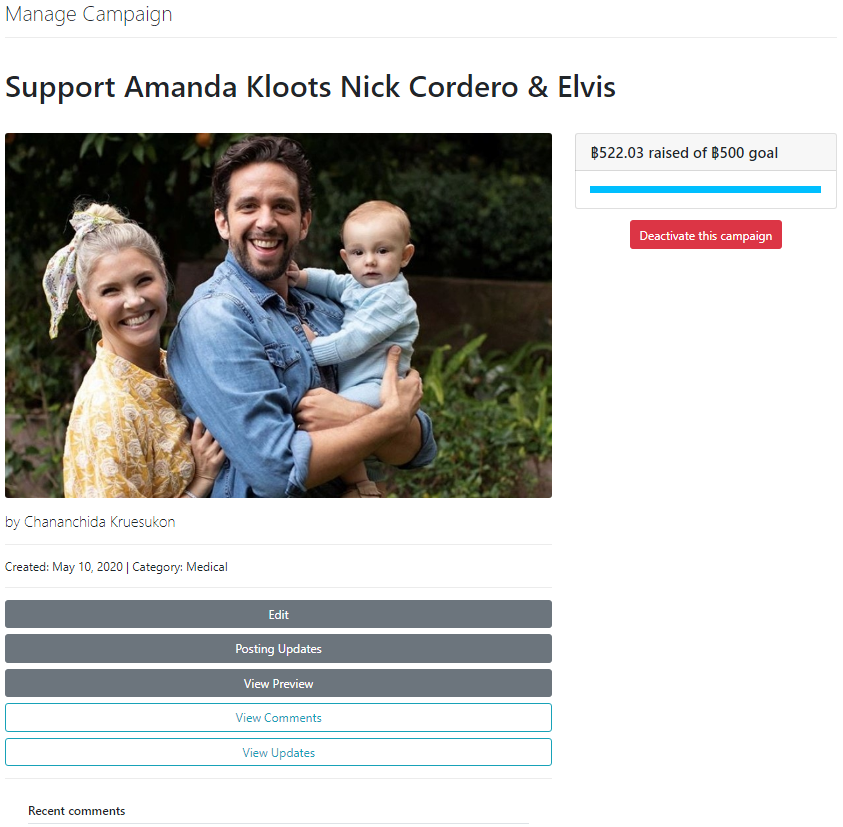 Manage Campaign
Support Amanda Kloots Nick Cordero & Elvis
฿522.03 raised of ฿500 goal
Deactivate this campaign
by Chananchida Kruesukon
Created: May 10, 2020 | Category: Medical
Edit
Posting Updates
View Preview
View Comments
View Updates
Recent comments